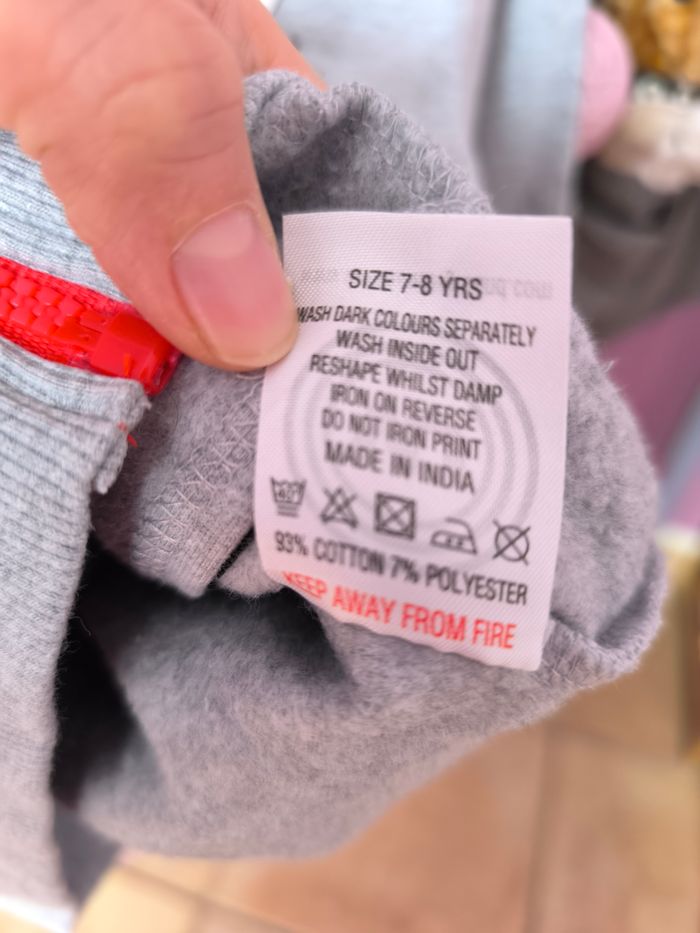 SIZE 7-8 YRS
WASH DARK COLOURS SEPARATELY
WASH INSIDE OUT
RESHAPE WHILST DAMP
IRON ON REVERSE
DO NOT IRON PRINT
MADE IN INDIA
40
93% COTTON 7% POLYESTER
KEEP AWAY FROM FIRE